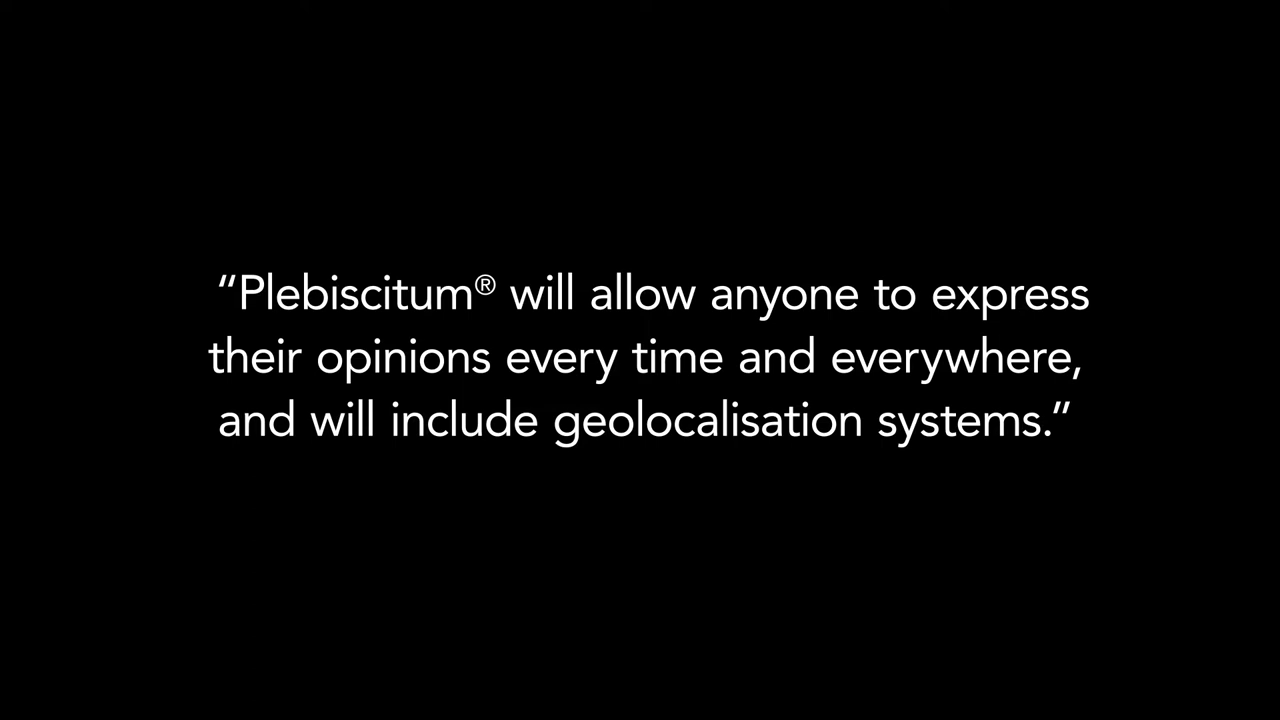 “Plebiscitum® will allow anyone to express
their opinions every time and everywhere,
and will include geolocalisation systems.”